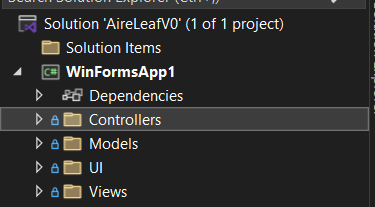 Solution 'AireLeafV0' (1 of 1 project)
Solution Items
WinFormsApp1
Dependencies
Controllers
Models
UI
Views